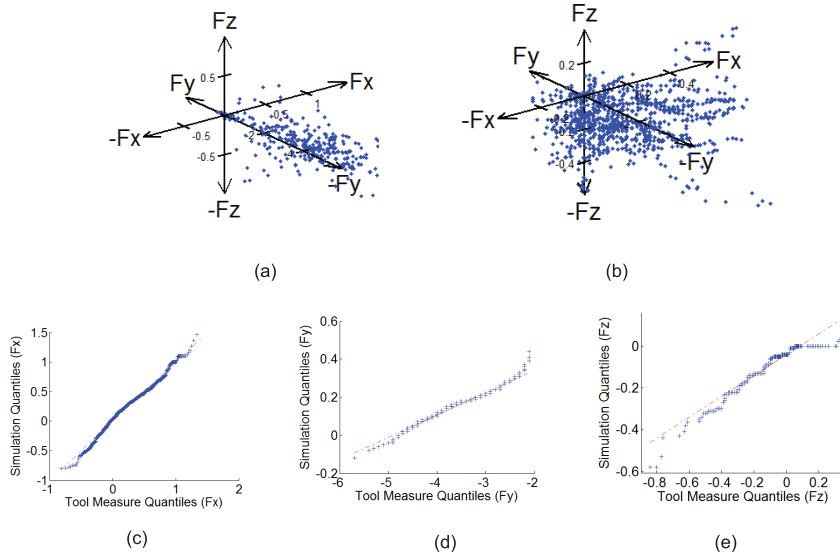 Fz
Fy
Fx
0.5
1
0.5
-0.5
-2
-4
-0.5
-Fx
-Fy
-Fz
(a)
Fz
Fy
Fx
0.2
0.4
-0.4
-Fx
-Fy
-Fz
(b)
Simulation Quantiles (Fx)
1.5
1
0.5
0
-0.5
-1
-1 0 1 2
Tool Measure Quantiles (Fx)
(c)
Simulation Quantiles (Fy)
0.6
0.4
0.2
0
-0.2
-6 -5 -4 -3 -2
Tool Measure Quantiles (Fy)
(d)
Simulation Quantiles (Fz)
0
-0.2
-0.4
-0.6
-0.8 -0.6 -0.4 -0.2 0 0.2
Tool Measure Quantiles (Fz)
(e)